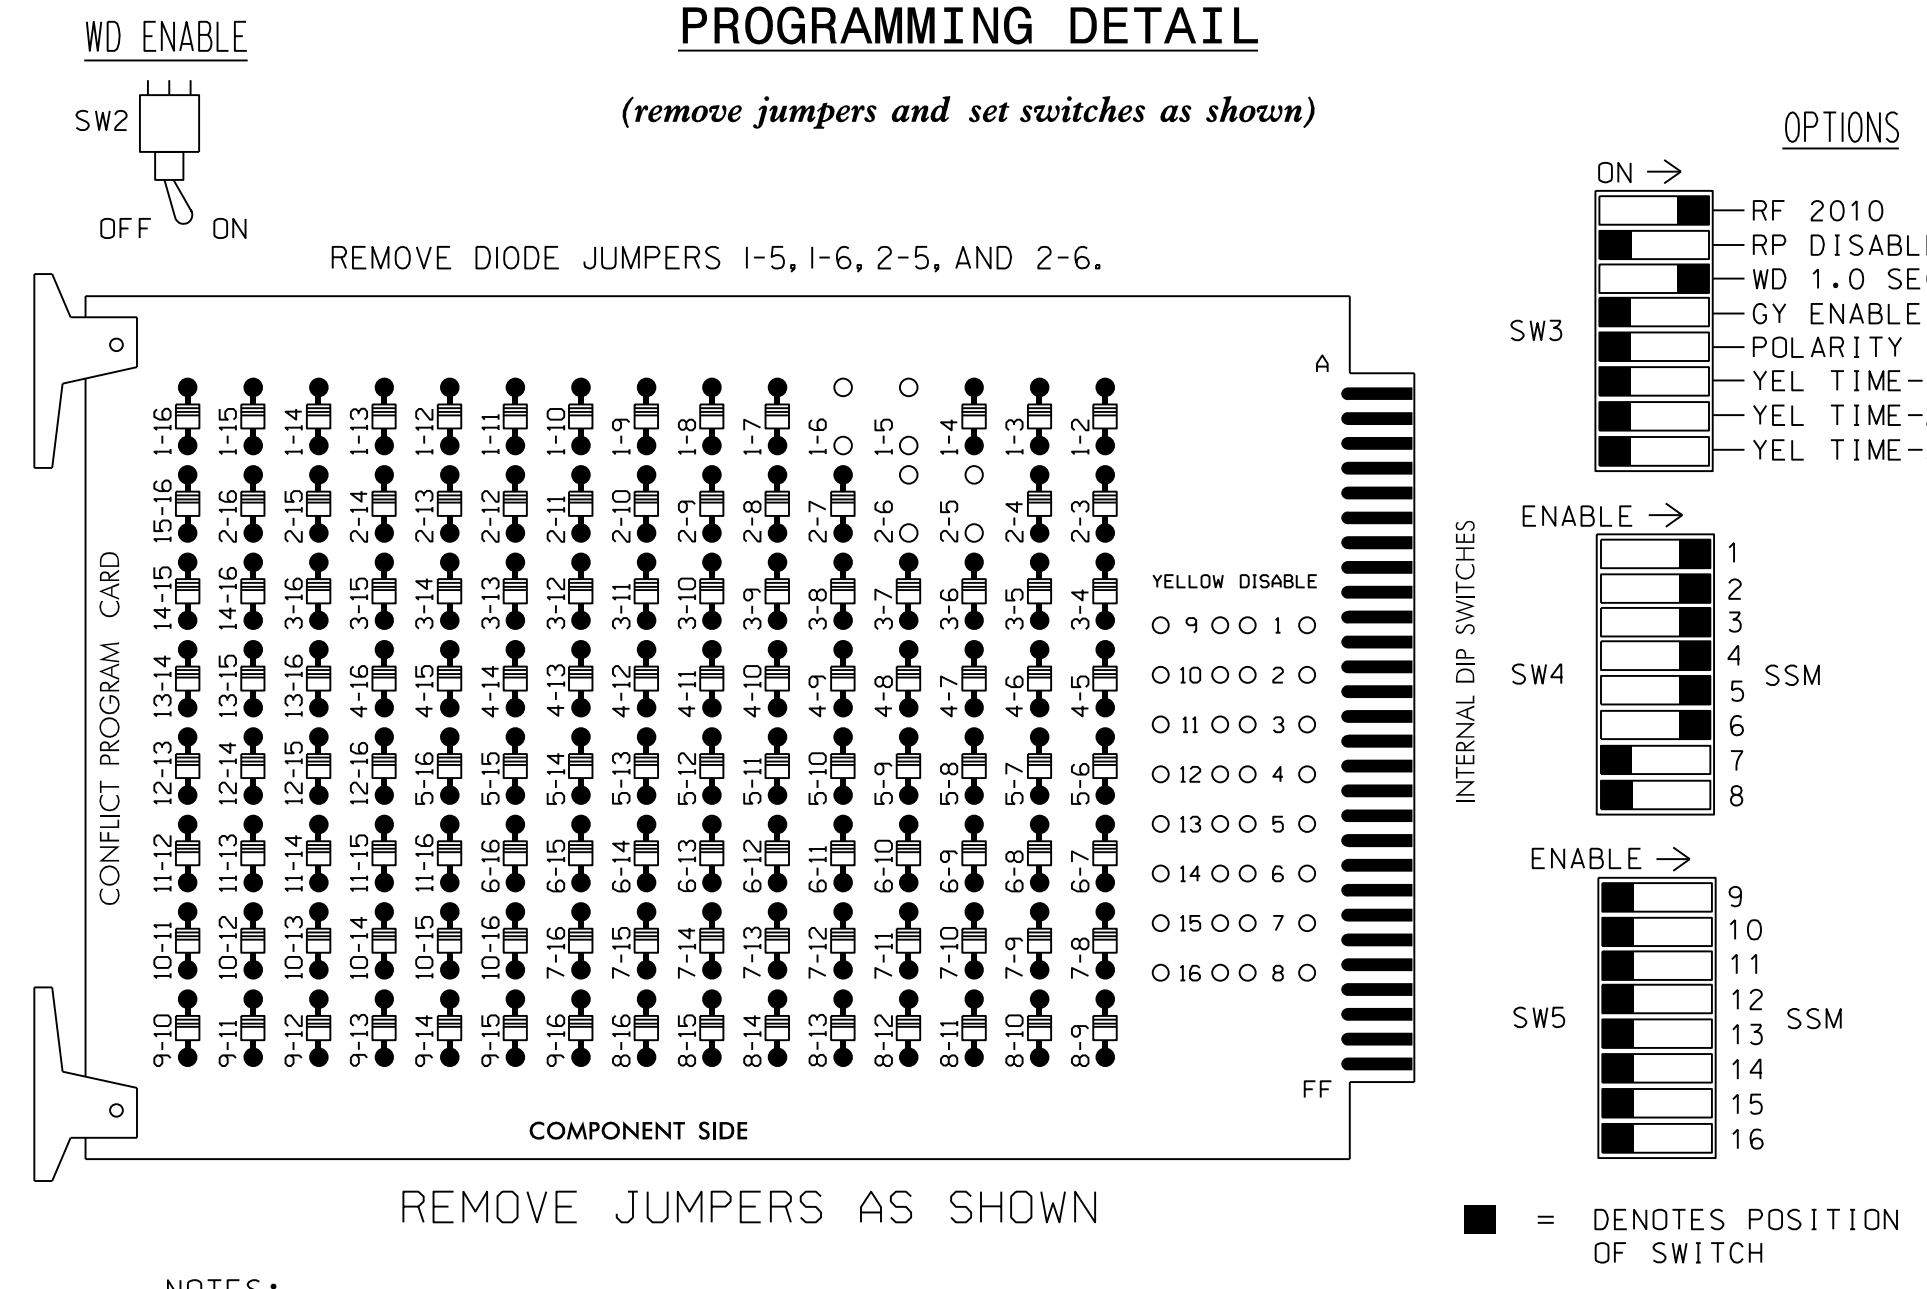 PROGRAMMING DETAIL
(remove jumpers and set switches as shown)
WD ENABLE
SW2
OFF ON
REMOVE DIODE JUMPERS 1-5, 1-6, 2-5, AND 2-6.
A
1-16 1-15 1-14 1-13 1-12 1-11 1-10 1-9 1-8 1-7 1-6 1-5 1-4 1-3 1-2
15-16 2-16 2-15 2-14 2-13 2-12 2-11 2-10 2-9 2-8 2-7 2-6 2-5 2-4 2-3
14-15 14-16 3-16 3-15 3-14 3-13 3-12 3-11 3-10 3-9 3-8 3-7 3-6 3-5 3-4
13-14 13-15 13-16 4-16 4-15 4-14 4-13 4-12 4-11 4-10 4-9 4-8 4-7 4-6 4-5
12-13 12-14 12-15 12-16 5-16 5-15 5-14 5-13 5-12 5-11 5-10 5-9 5-8 5-7 5-6
11-12 11-13 11-14 11-15 11-16 6-16 6-15 6-14 6-13 6-12 6-11 6-10 6-9 6-8 6-7
10-11 10-12 10-13 10-14 10-15 10-16 7-16 7-15 7-14 7-13 7-12 7-11 7-10 7-9 7-8
9-10 9-11 9-12 9-13 9-14 9-15 9-16 8-16 8-15 8-14 8-13 8-12 8-11 8-10 8-9
CONFLICT PROGRAM CARD
YELLOW DISABLE
9 1
10 2
11 3
12 4
13 5
14 6
15 7
16 8
FF
COMPONENT SIDE
REMOVE JUMPERS AS SHOWN
INTERNAL DIP SWITCHES
OPTIONS
ON →
SW3
RF 2010
RP DISABL
WD 1.0 SE
GY ENABLE
POLARITY
YEL TIME-
YEL TIME-
YEL TIME-
ENABLE →
SW4
1
2
3
4
5
6
7
8
SSM
ENABLE →
SW5
9
10
11
12
13
14
15
16
SSM
= DENOTES POSITION
OF SWITCH
NOTES: